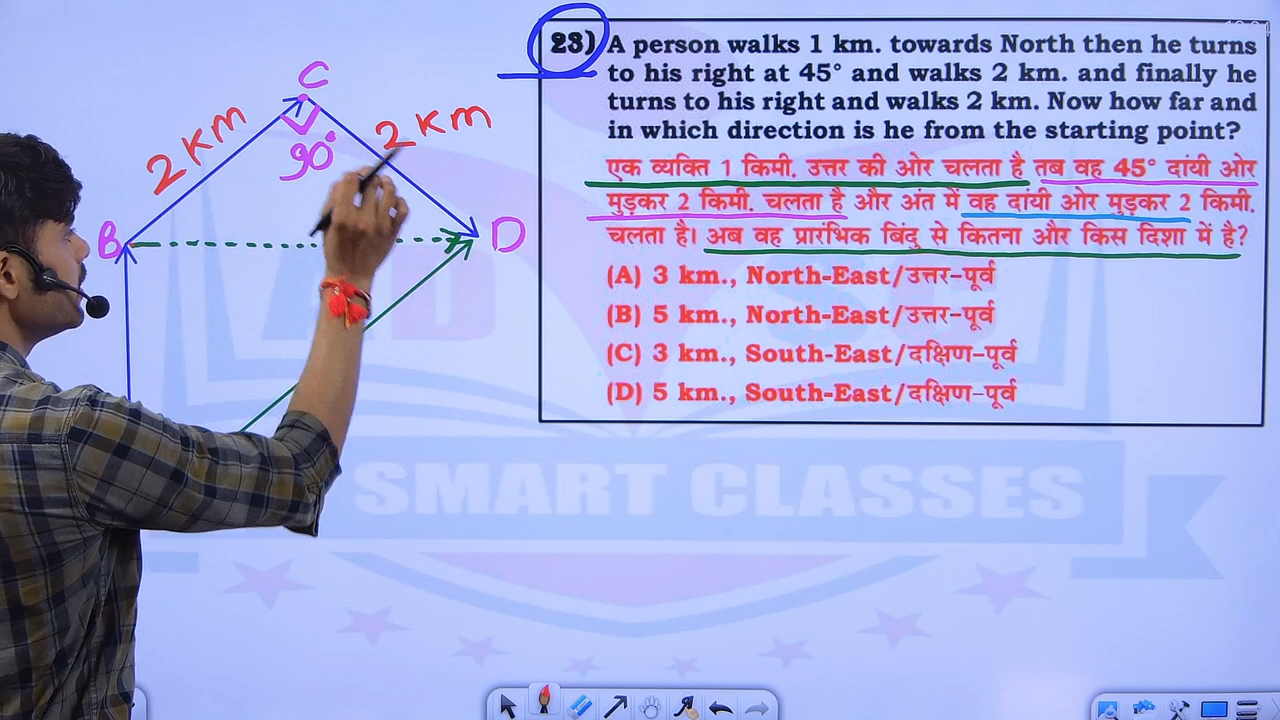 C
2 KM
2 KM
90°
B
D
23) A person walks 1 km. towards North then he turns
to his right at 45° and walks 2 km. and finally he
turns to his right and walks 2 km. Now how far and
in which direction is he from the starting point?
एक व्यक्ति 1 किमी. उत्तर की ओर चलता है तब वह 45° दांयी ओर
मुड़कर 2 किमी. चलता है और अंत में वह दांयी ओर मुड़कर 2 किमी.
चलता है। अब वह प्रारंभिक बिंदु से कितना और किस दिशा में है?
(A) 3 km., North-East/उत्तर-पूर्व
(B) 5 km., North-East/उत्तर-पूर्व
(C) 3 km., South-East/दक्षिण-पूर्व
(D) 5 km., South-East/दक्षिण-पूर्व
SMART CLASSES